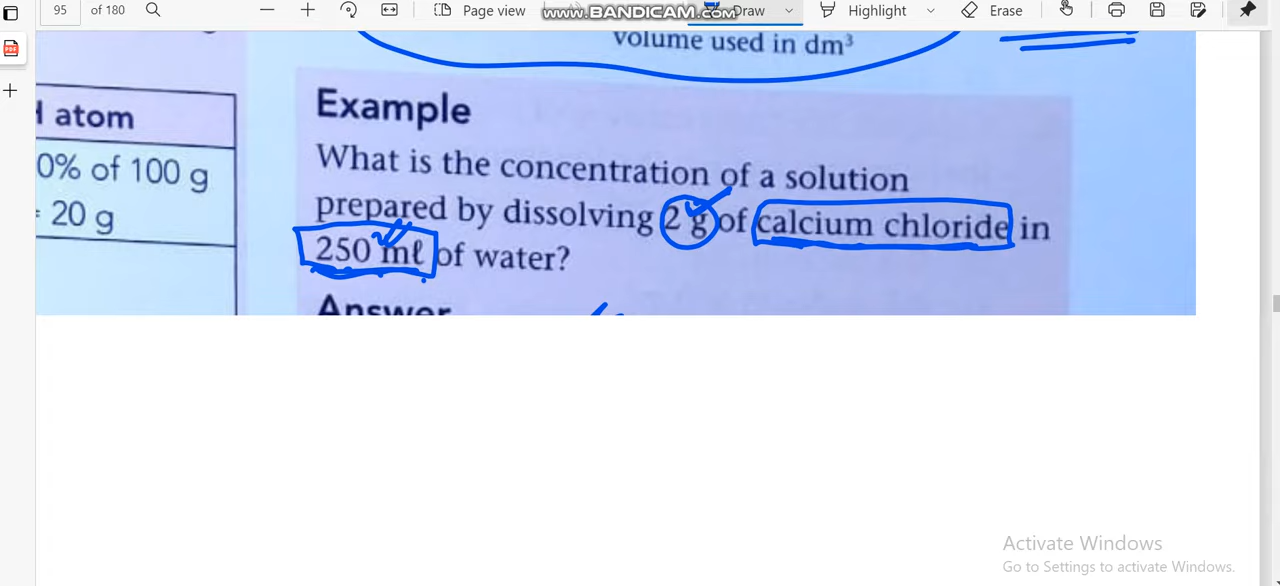 95 of 180 Page view www.BANDICAM.com Draw Highlight Erase
volume used in dm³
H atom
0% of 100 g
= 20 g
Example
What is the concentration of a solution
prepared by dissolving 2 g of calcium chloride in
250 mℓ of water?
Answer
Activate Windows
Go to Settings to activate Windows.